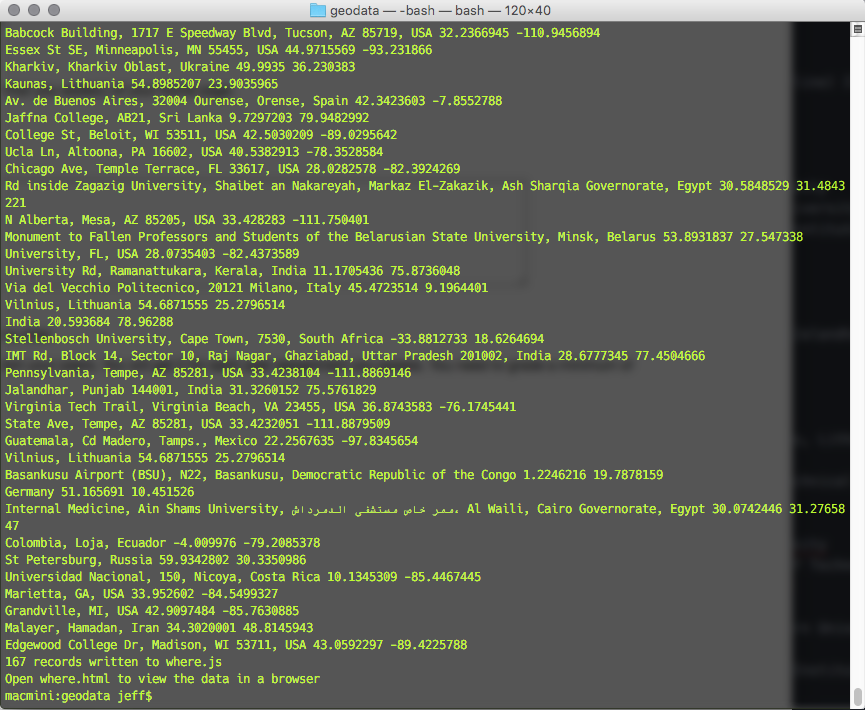 geodata — -bash — bash — 120×40
Babcock Building, 1717 E Speedway Blvd, Tucson, AZ 85719, USA 32.2366945 -110.9456894
Essex St SE, Minneapolis, MN 55455, USA 44.9715569 -93.231866
Kharkiv, Kharkiv Oblast, Ukraine 49.9935 36.230383
Kaunas, Lithuania 54.8985207 23.9035965
Av. de Buenos Aires, 32004 Ourense, Orense, Spain 42.3423603 -7.8552788
Jaffna College, AB21, Sri Lanka 9.7297203 79.9482992
College St, Beloit, WI 53511, USA 42.5030209 -89.0295642
Ucla Ln, Altoona, PA 16602, USA 40.5382913 -78.3528584
Chicago Ave, Temple Terrace, FL 33617, USA 28.0282578 -82.3924269
Rd inside Zagazig University, Shaibet an Nakareyah, Markaz El-Zakazik, Ash Sharqia Governorate, Egypt 30.5848529 31.4843
221
N Alberta, Mesa, AZ 85205, USA 33.428283 -111.750401
Monument to Fallen Professors and Students of the Belarusian State University, Minsk, Belarus 53.8931837 27.547338
University, FL, USA 28.0735403 -82.4373589
University Rd, Ramanattukara, Kerala, India 11.1705436 75.8736048
Via del Vecchio Politecnico, 20121 Milano, Italy 45.4723514 9.1964401
Vilnius, Lithuania 54.6871555 25.2796514
India 20.593684 78.96288
Stellenbosch University, Cape Town, 7530, South Africa -33.8812733 18.6264694
IMT Rd, Block 14, Sector 10, Raj Nagar, Ghaziabad, Uttar Pradesh 201002, India 28.6777345 77.4504666
Pennsylvania, Tempe, AZ 85281, USA 33.4238104 -111.8869146
Jalandhar, Punjab 144001, India 31.3260152 75.5761829
Virginia Tech Trail, Virginia Beach, VA 23455, USA 36.8743583 -76.1745441
State Ave, Tempe, AZ 85281, USA 33.4232051 -111.8879509
Guatemala, Cd Madero, Tamps., Mexico 22.2567635 -97.8345654
Vilnius, Lithuania 54.6871555 25.2796514
Basankusu Airport (BSU), N22, Basankusu, Democratic Republic of the Congo 1.2246216 19.7878159
Germany 51.165691 10.451526
Internal Medicine, Ain Shams University, ممر خاص مستشفي الدمرداش، Al Waili, Cairo Governorate, Egypt 30.0742446 31.27658
47
Colombia, Loja, Ecuador -4.009976 -79.2085378
St Petersburg, Russia 59.9342802 30.3350986
Universidad Nacional, 150, Nicoya, Costa Rica 10.1345309 -85.4467445
Marietta, GA, USA 33.952602 -84.5499327
Grandville, MI, USA 42.9097484 -85.7630885
Malayer, Hamadan, Iran 34.3020001 48.8145943
Edgewood College Dr, Madison, WI 53711, USA 43.0592297 -89.4225788
167 records written to where.js
Open where.html to view the data in a browser
macmini:geodata jeff$